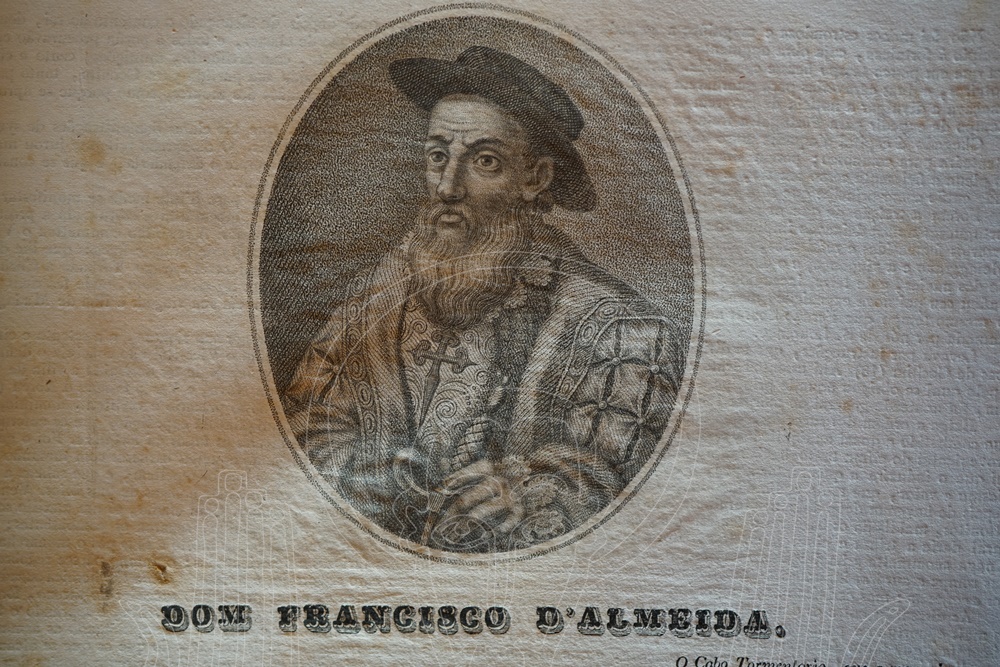 DOM FRANCISCO D'ALMEIDA.
O Cabo Tormentorio